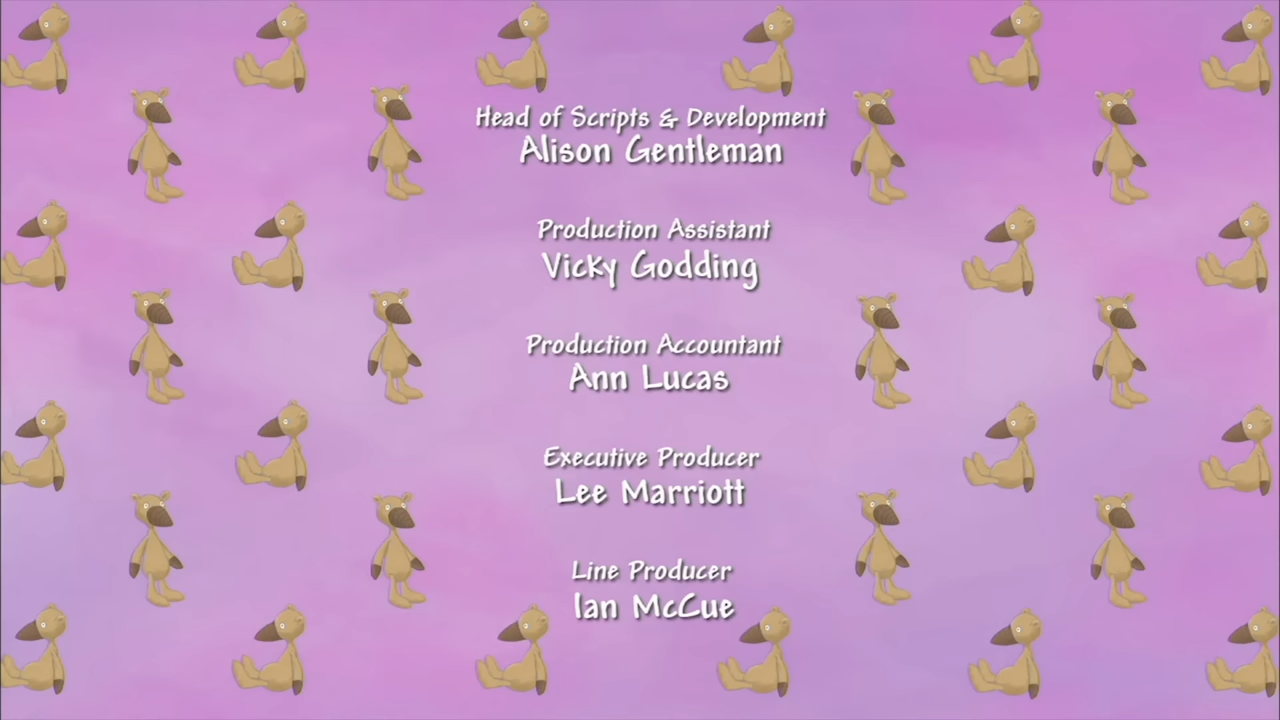 Head of Scripts & Development
Alison Gentleman
Production Assistant
Vicky Godding
Production Accountant
Ann Lucas
Executive Producer
Lee Marriott
Line Producer
Ian McCue